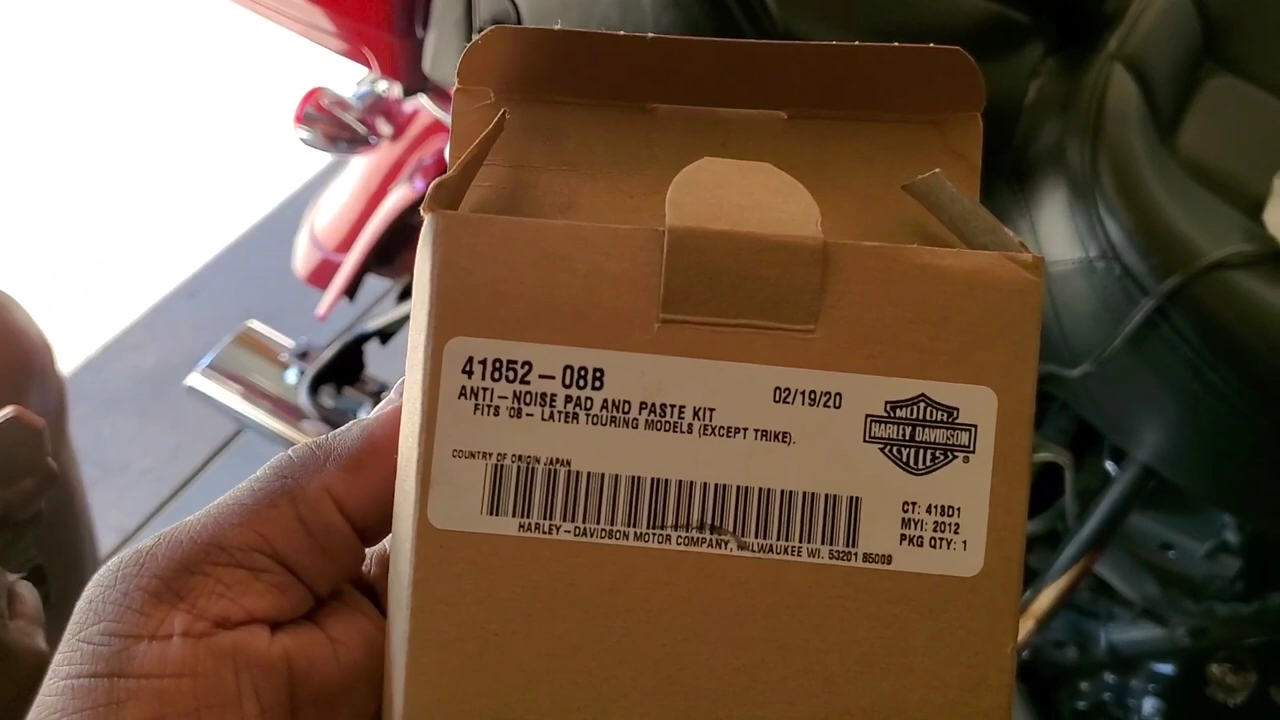 41852-08B
02/19/20
ANTI-NOISE PAD AND PASTE KIT
FITS '08- LATER TOURING MODELS (EXCEPT TRIKE).
MOTOR
HARLEY DAVIDSON
CYCLES
®
COUNTRY OF ORIGIN JAPAN
CT: 418D1
MYI: 2012
PKG QTY: 1
HARLEY-DAVIDSON MOTOR COMPANY, MILWAUKEE WI. 53201 85009